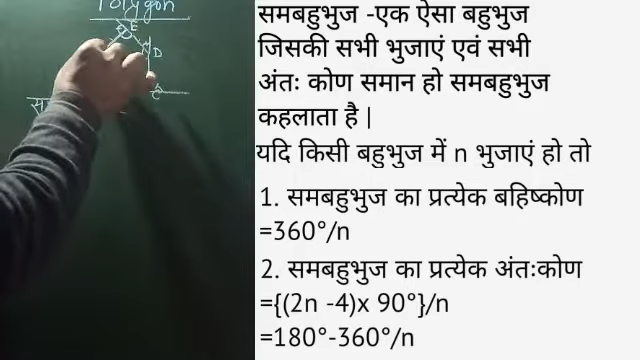 Polygon
E
D
C
समबहुभुज -एक ऐसा बहुभुज
जिसकी सभी भुजाएं एवं सभी
अंतः कोण समान हो समबहुभुज
कहलाता है |
यदि किसी बहुभुज में n भुजाएं हो तो
1. समबहुभुज का प्रत्येक बहिष्कोण
=360°/n
2. समबहुभुज का प्रत्येक अंतःकोण
={(2n -4)x 90°}/n
=180°-360°/n